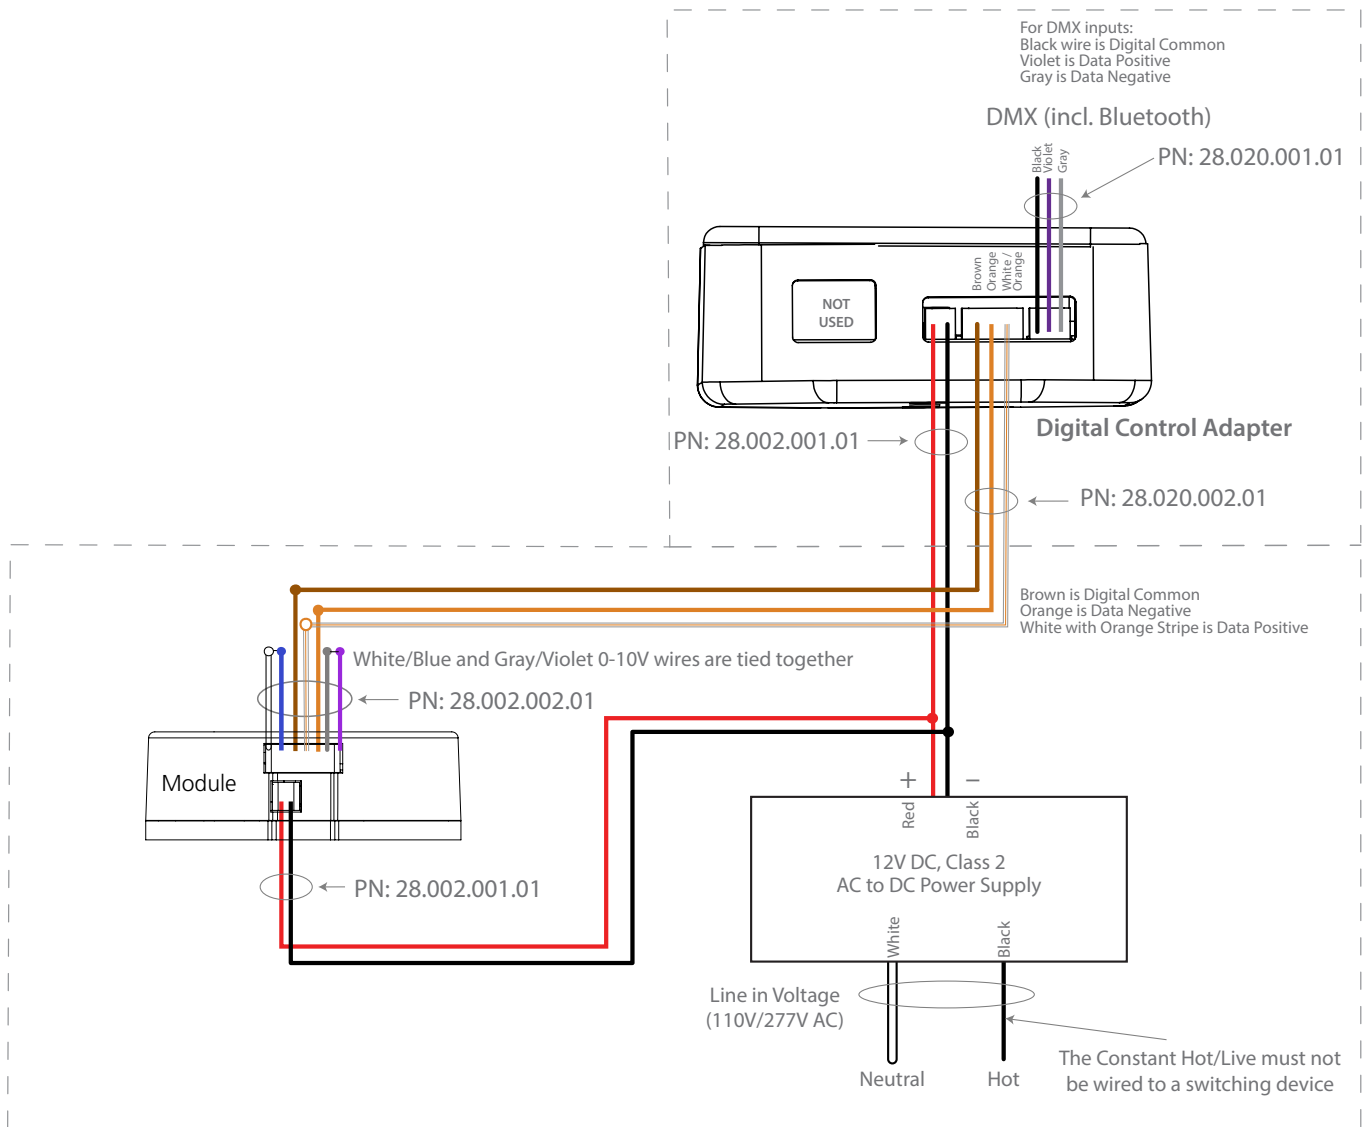 For DMX inputs:
Black wire is Digital Common
Violet is Data Positive
Gray is Data Negative
DMX (incl. Bluetooth)
Black
Violet
Gray
PN: 28.020.001.01
Brown
Orange
White /
Orange
NOT
USED
Digital Control Adapter
PN: 28.002.001.01
PN: 28.020.002.01
Brown is Digital Common
Orange is Data Negative
White with Orange Stripe is Data Positive
White/Blue and Gray/Violet 0-10V wires are tied together
PN: 28.002.002.01
Module
PN: 28.002.001.01
+
–
Red
Black
12V DC, Class 2
AC to DC Power Supply
White
Black
Line in Voltage
(110V/277V AC)
Neutral
Hot
The Constant Hot/Live must not
be wired to a switching device